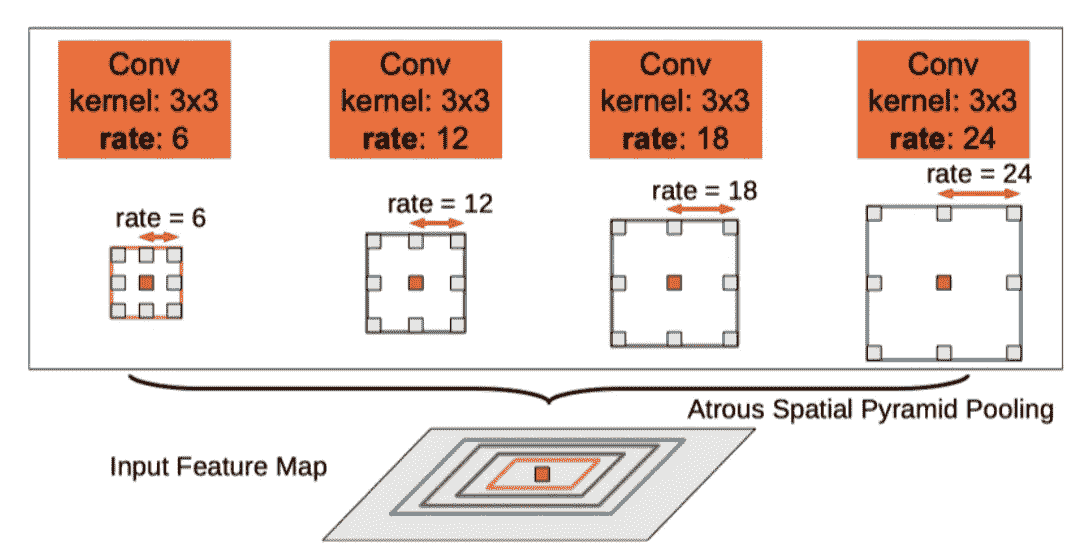 Conv
kernel: 3x3
rate: 6
Conv
kernel: 3x3
rate: 12
Conv
kernel: 3x3
rate: 18
Conv
kernel: 3x3
rate: 24
rate = 6
rate = 12
rate = 18
rate = 24
Atrous Spatial Pyramid Pooling
Input Feature Map